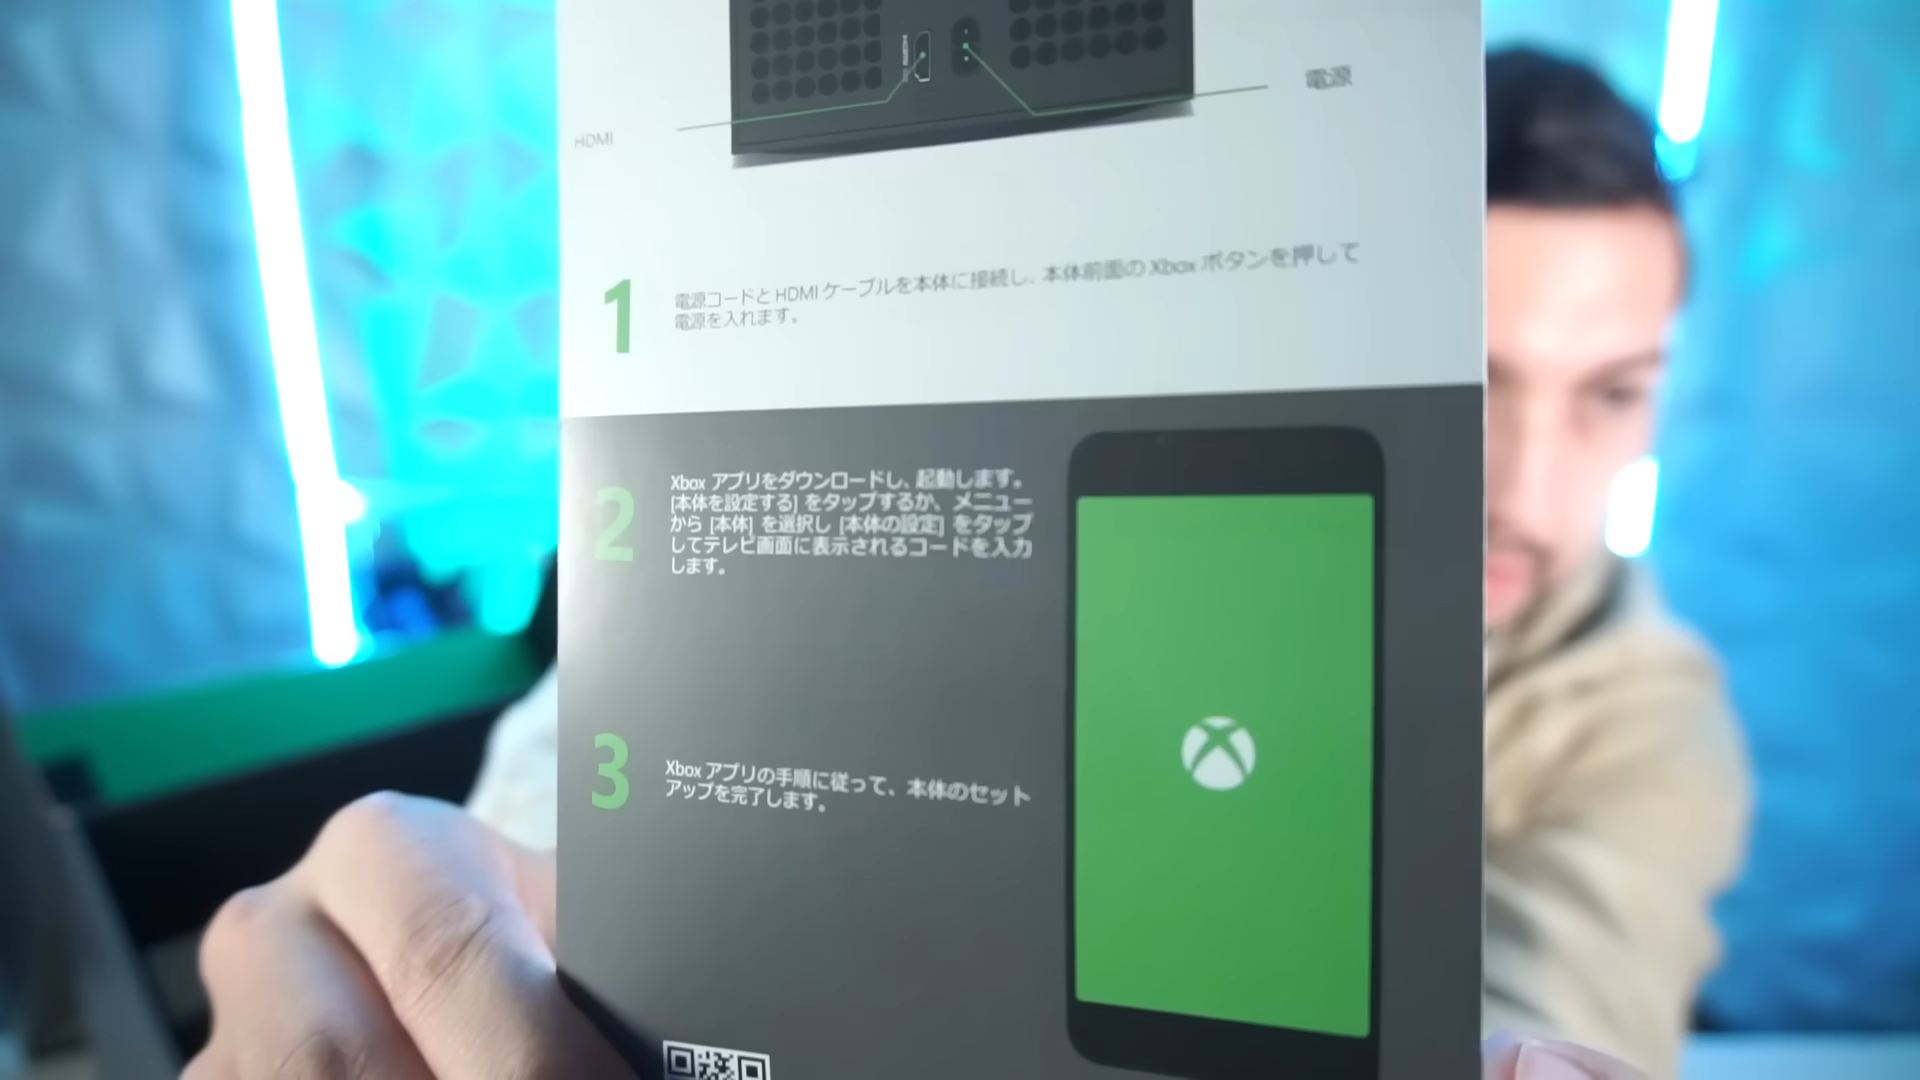 電源
HDMI
1
電源コードと HDMI ケーブルを本体に接続し、本体前面の Xbox ボタンを押して
電源を入れます。
2
Xbox アプリをダウンロードし、起動します。
[本体を設定する] をタップするか、メニュー
から [本体] を選択し [本体の設定] をタップ
してテレビ画面に表示されるコードを入力
します。
3
Xbox アプリの手順に従って、本体のセット
アップを完了します。